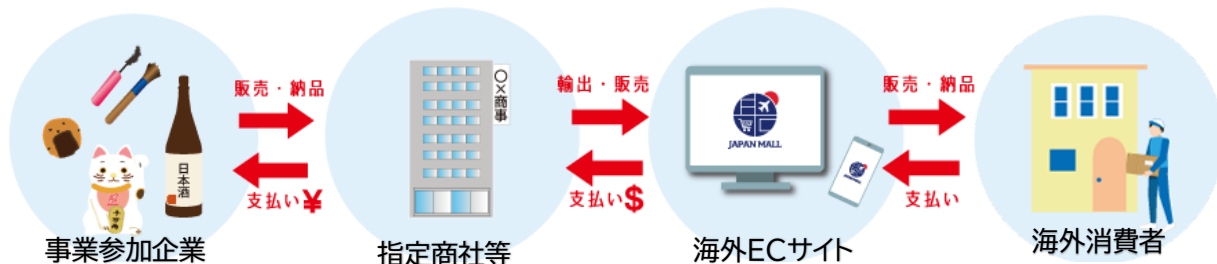 販売・納品
輸出・販売
販売・納品
〇×商事
JAPAN MALL
日本酒
支払い¥
支払い$
支払い
事業参加企業
指定商社等
海外ECサイト
海外消費者